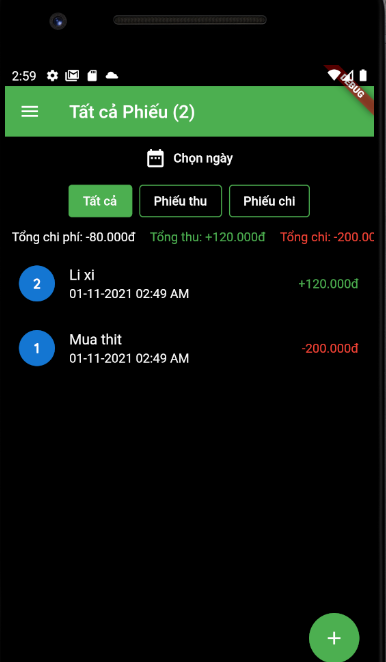 2:59
DEBUG
Tất cả Phiếu (2)
Chọn ngày
Tất cả Phiếu thu Phiếu chi
Tổng chi phí: -80.000đ Tổng thu: +120.000đ Tổng chi: -200.00
2 Li xi +120.000đ
01-11-2021 02:49 AM
1 Mua thit -200.000đ
01-11-2021 02:49 AM
+